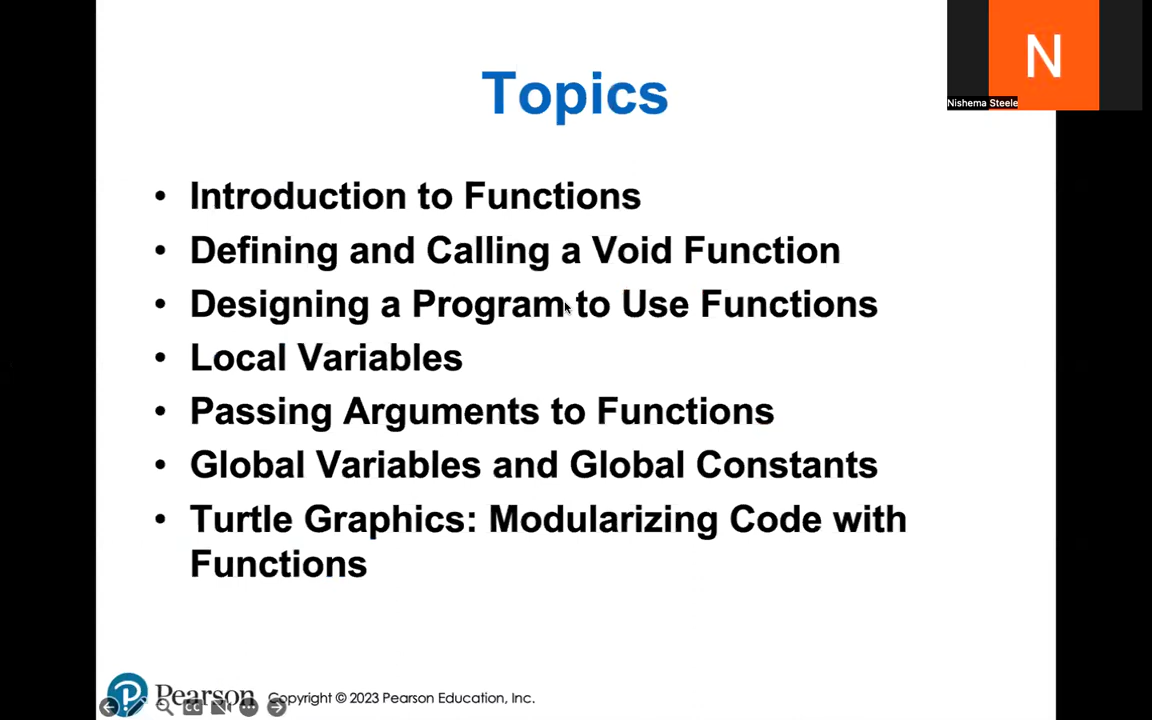 Topics
N
Nishema Steele
• Introduction to Functions
• Defining and Calling a Void Function
• Designing a Program to Use Functions
• Local Variables
• Passing Arguments to Functions
• Global Variables and Global Constants
• Turtle Graphics: Modularizing Code with
Functions
P Pearson Copyright © 2023 Pearson Education, Inc.
CC